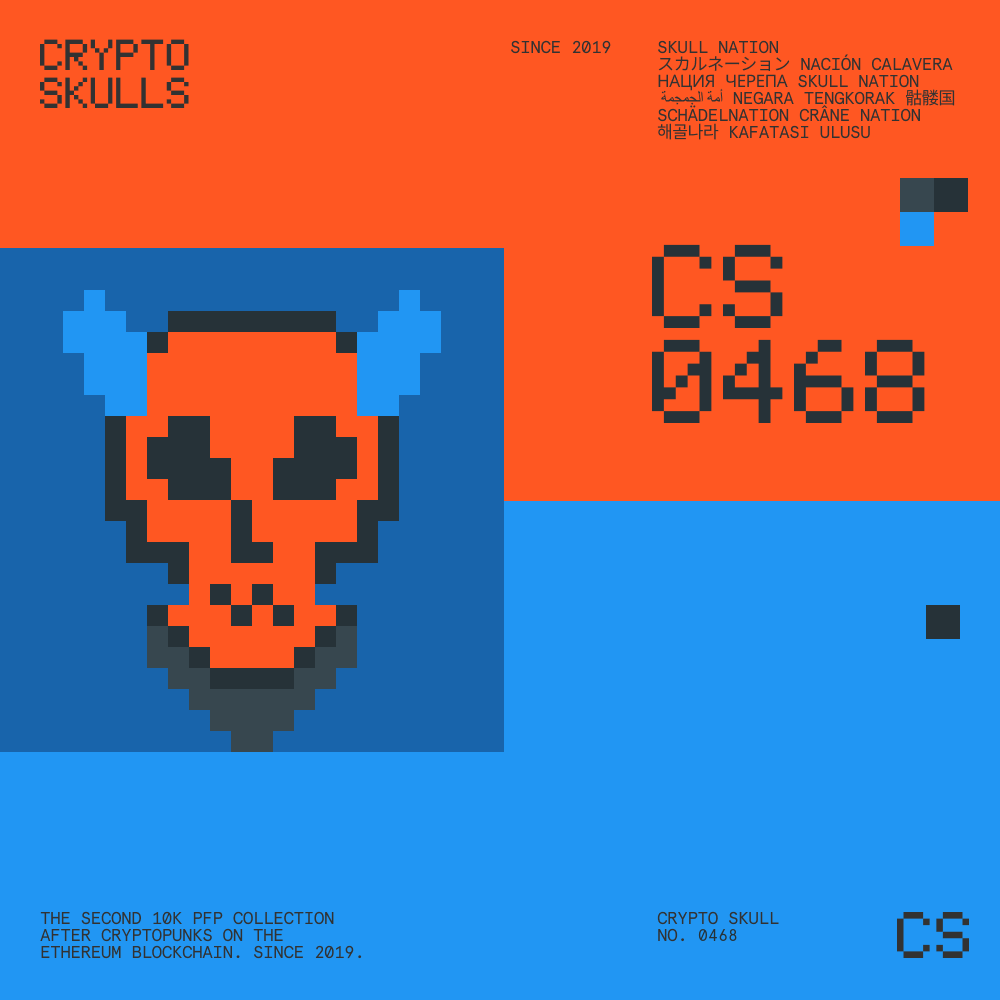 CRYPTO
SKULLS
SINCE 2019
SKULL NATION
スカルネーション NACIÓN CALAVERA
НАЦИЯ ЧЕРЕПА SKULL NATION
أمة الجمجمة NEGARA TENGKORAK 骷髅国
SCHÄDELNATION CRÂNE NATION
해골나라 KAFATASI ULUSU
CS
0468
THE SECOND 10K PFP COLLECTION
AFTER CRYPTOPUNKS ON THE
ETHEREUM BLOCKCHAIN. SINCE 2019.
CRYPTO SKULL
NO. 0468
CS